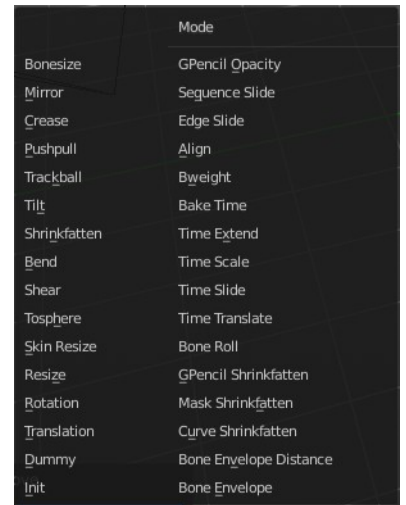 Mode
Bonesize
Mirror
Crease
Pushpull
Trackball
Tilt
Shrinkfatten
Bend
Shear
Tosphere
Skin Resize
Resize
Rotation
Translation
Dummy
Init
GPencil Opacity
Sequence Slide
Edge Slide
Align
Bweight
Bake Time
Time Extend
Time Scale
Time Slide
Time Translate
Bone Roll
GPencil Shrinkfatten
Mask Shrinkfatten
Curve Shrinkfatten
Bone Envelope Distance
Bone Envelope